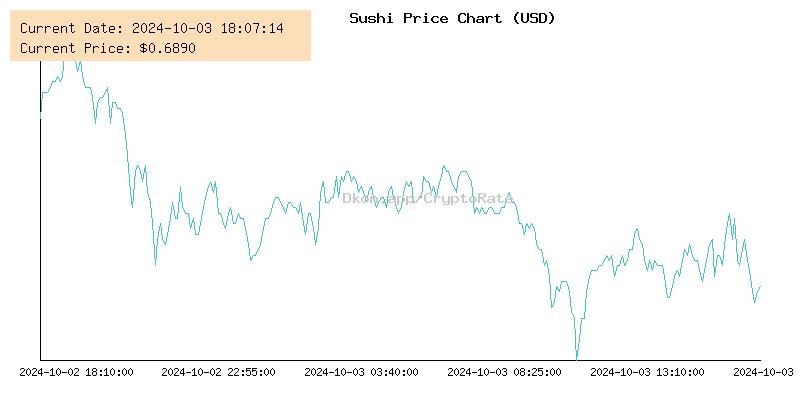 Sushi Price Chart (USD)
Current Date: 2024-10-03 18:07:14
Current Price: $0.6890
Dkon.app/CryptoRate
2024-10-02 18:10:00
2024-10-02 22:55:00
2024-10-03 03:40:00
2024-10-03 08:25:00
2024-10-03 13:10:00
2024-10-03